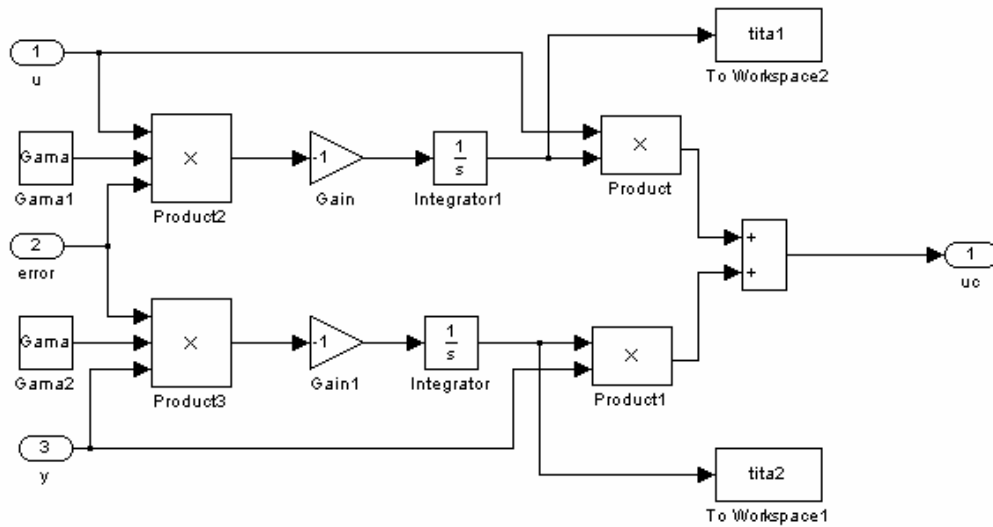 tita1
To Workspace2
1
u
Gama
Gama1
×
Product2
-1
Gain
1
s
Integrator1
×
Product
2
error
+
+
1
uc
Gama
Gama2
×
Product3
-1
Gain1
1
s
Integrator
×
Product1
3
y
tita2
To Workspace1